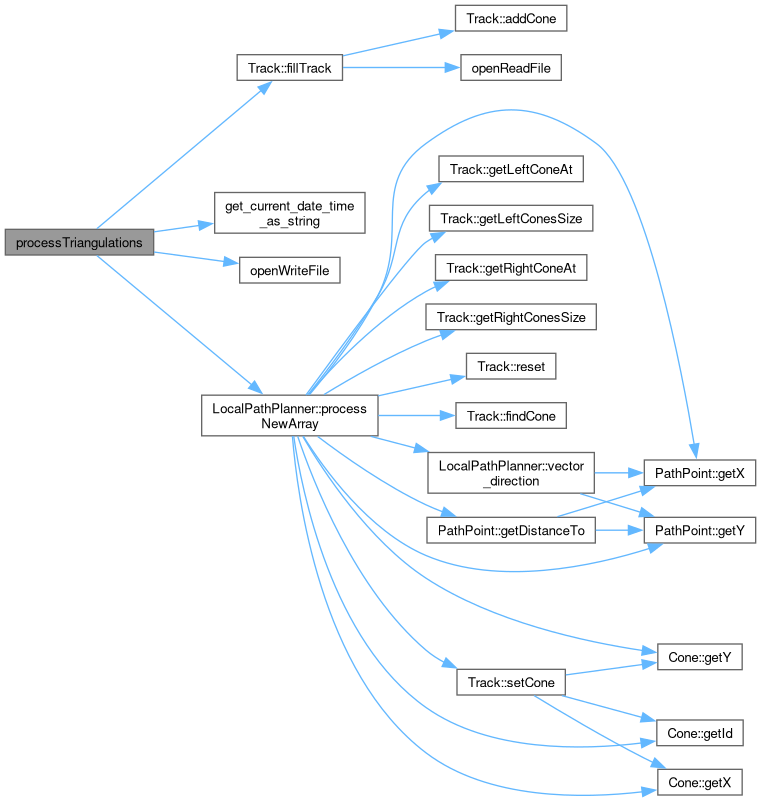 Track::addCone
Track::fillTrack
openReadFile
Track::getLeftConeAt
get_current_date_time
_as_string
Track::getLeftConesSize
processTriangulations
openWriteFile
Track::getRightConeAt
Track::getRightConesSize
Track::reset
LocalPathPlanner::process
NewArray
Track::findCone
LocalPathPlanner::vector
_direction
PathPoint::getX
PathPoint::getDistanceTo
PathPoint::getY
Cone::getY
Track::setCone
Cone::getId
Cone::getX